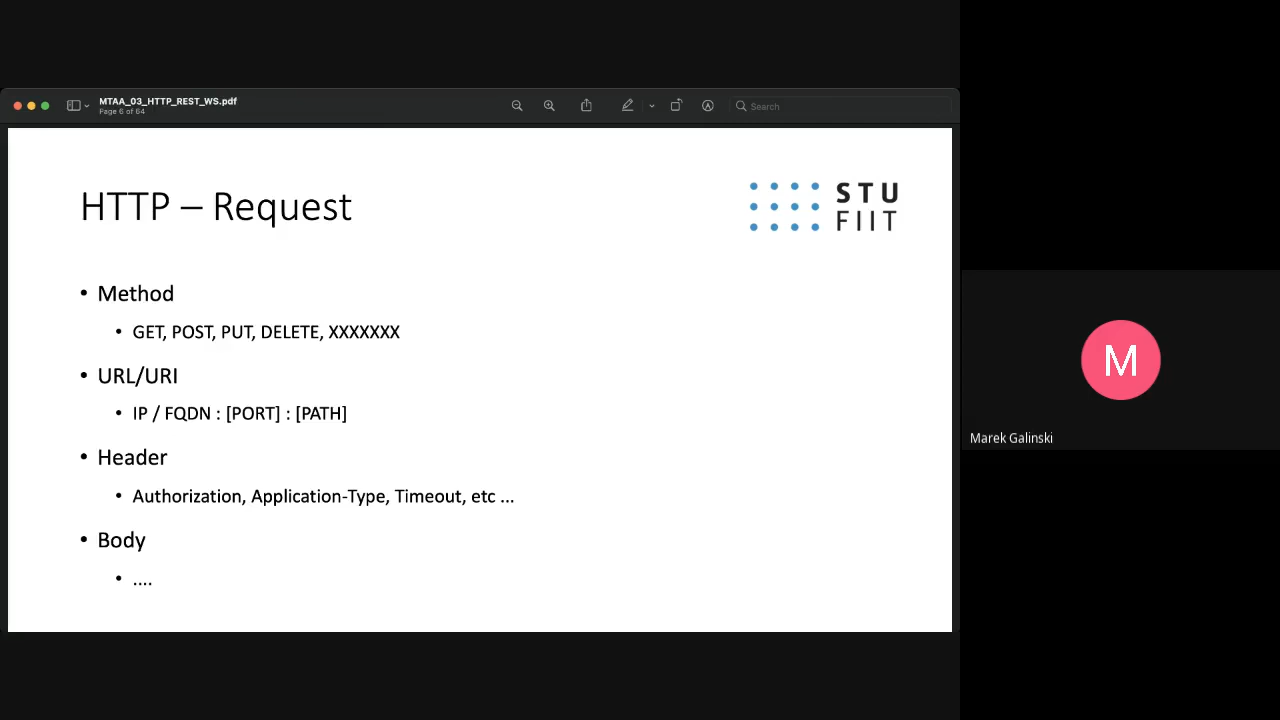 MTAA_03_HTTP_REST_WS.pdf
Page 6 of 64
Search
HTTP – Request
STU
FIIT
• Method
• GET, POST, PUT, DELETE, XXXXXXX
• URL/URI
• IP / FQDN : [PORT] : [PATH]
• Header
• Authorization, Application-Type, Timeout, etc ...
• Body
• ....
M
Marek Galinski